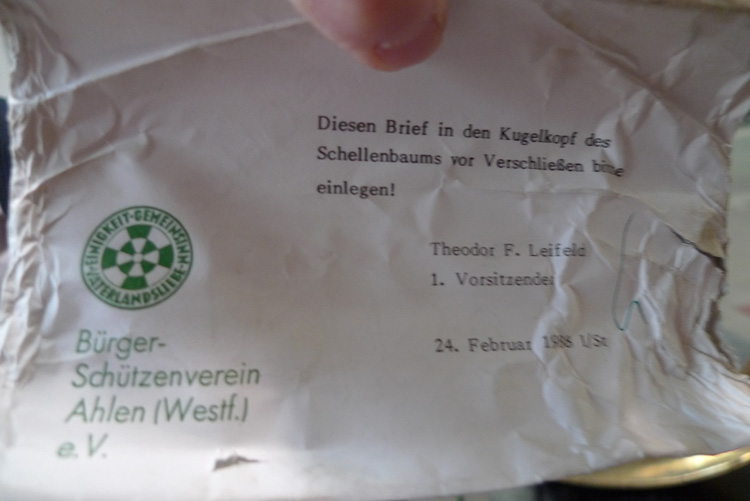 Diesen Brief in den Kugelkopf des
Schellenbaums vor Verschließen bitte
einlegen!
Theodor F. Leifeld
1. Vorsitzender
24. Februar 1988
EINIGKEIT-GEMEINSINN-VATERLANDSLIEBE
Bürger-
Schützenverein
Ahlen (Westf.)
e.V.